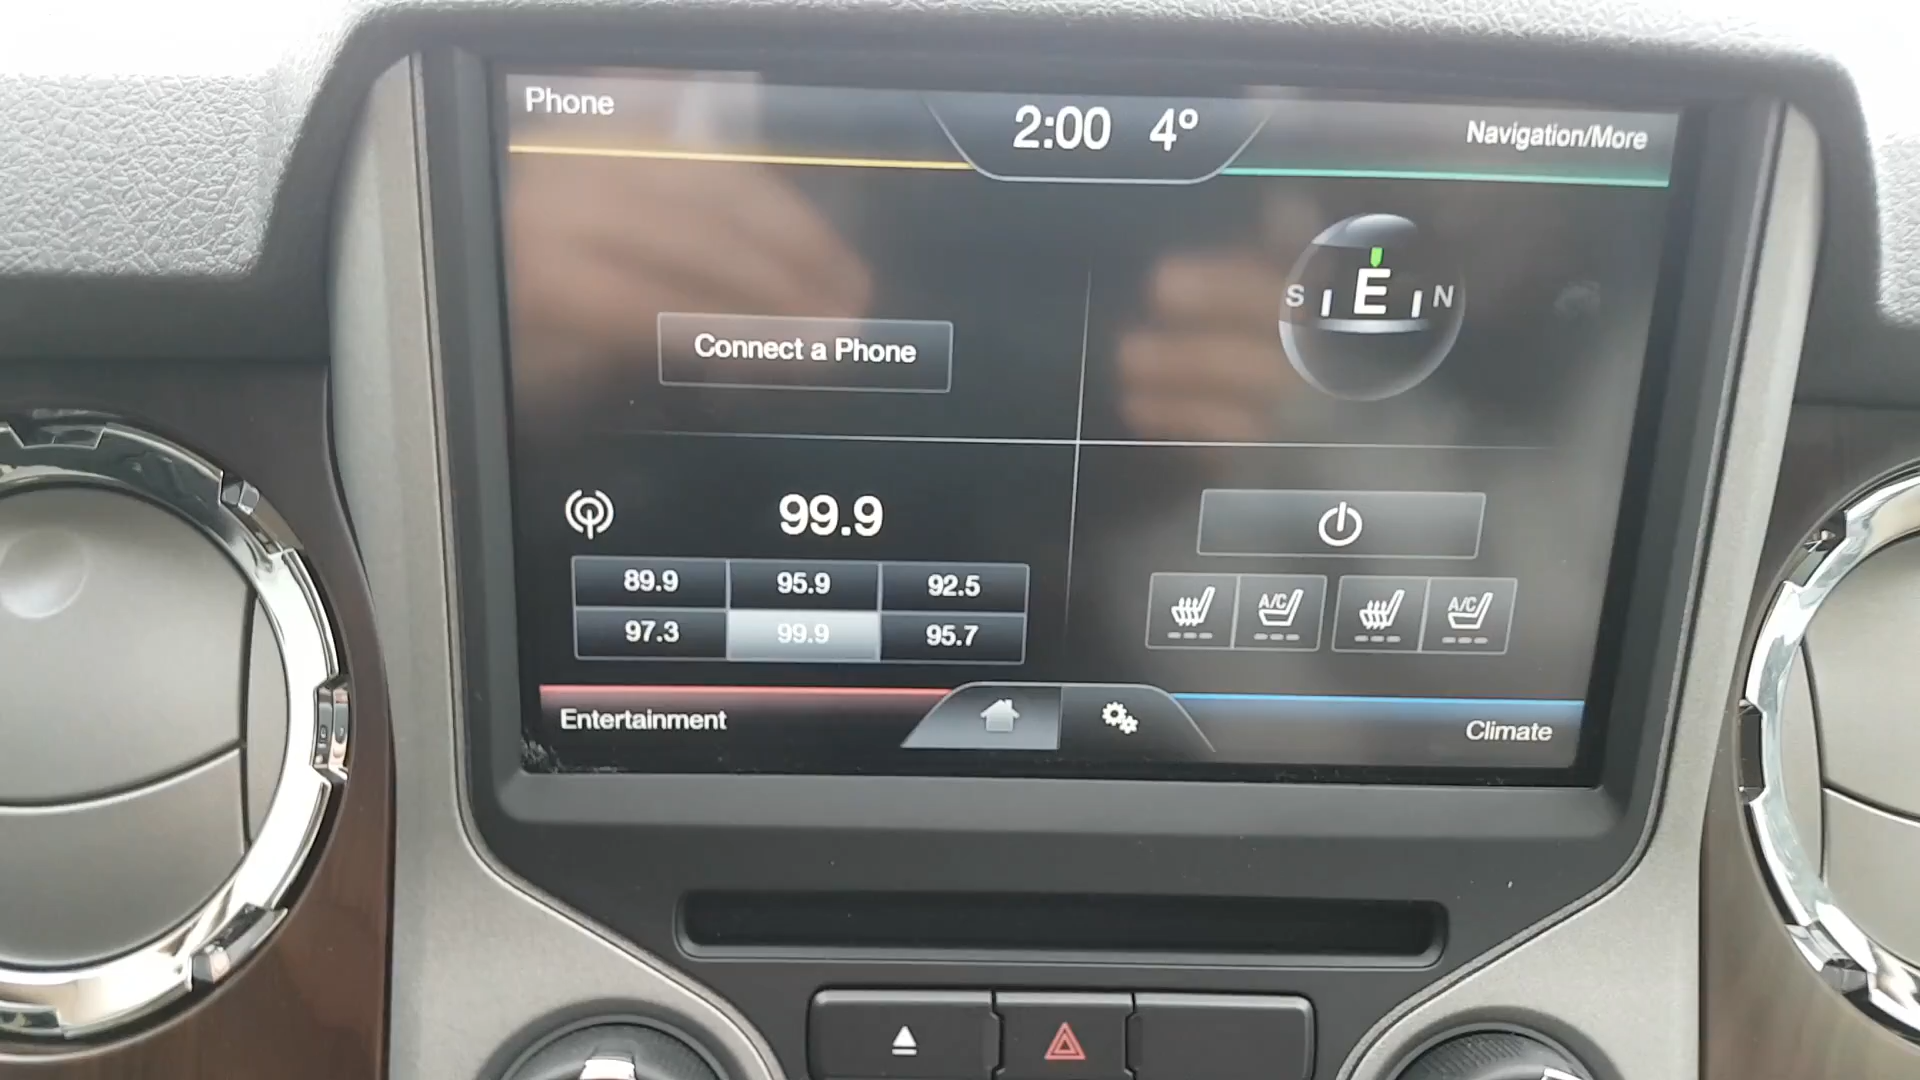 Phone
2:00 4°
Navigation/More
Connect a Phone
S E N
99.9
89.9 95.9 92.5
97.3 99.9 95.7
A/C A/C
Entertainment
Climate